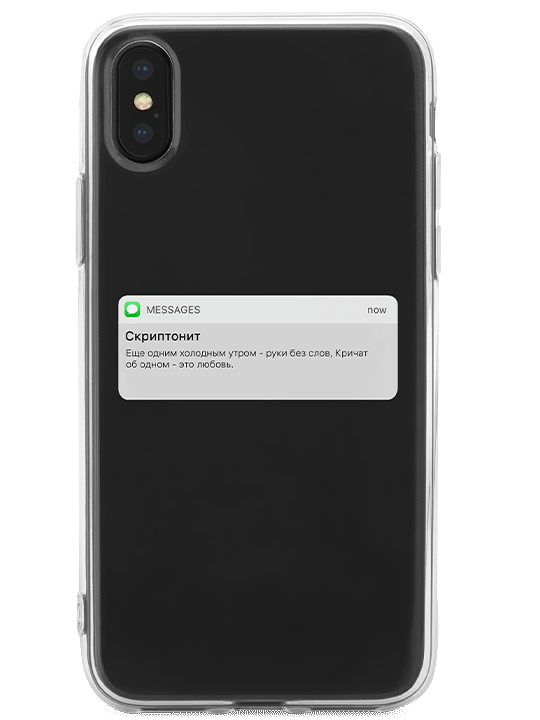 MESSAGES now
Скриптонит
Еще одним холодным утром - руки без слов, Кричат
об одном - это любовь.